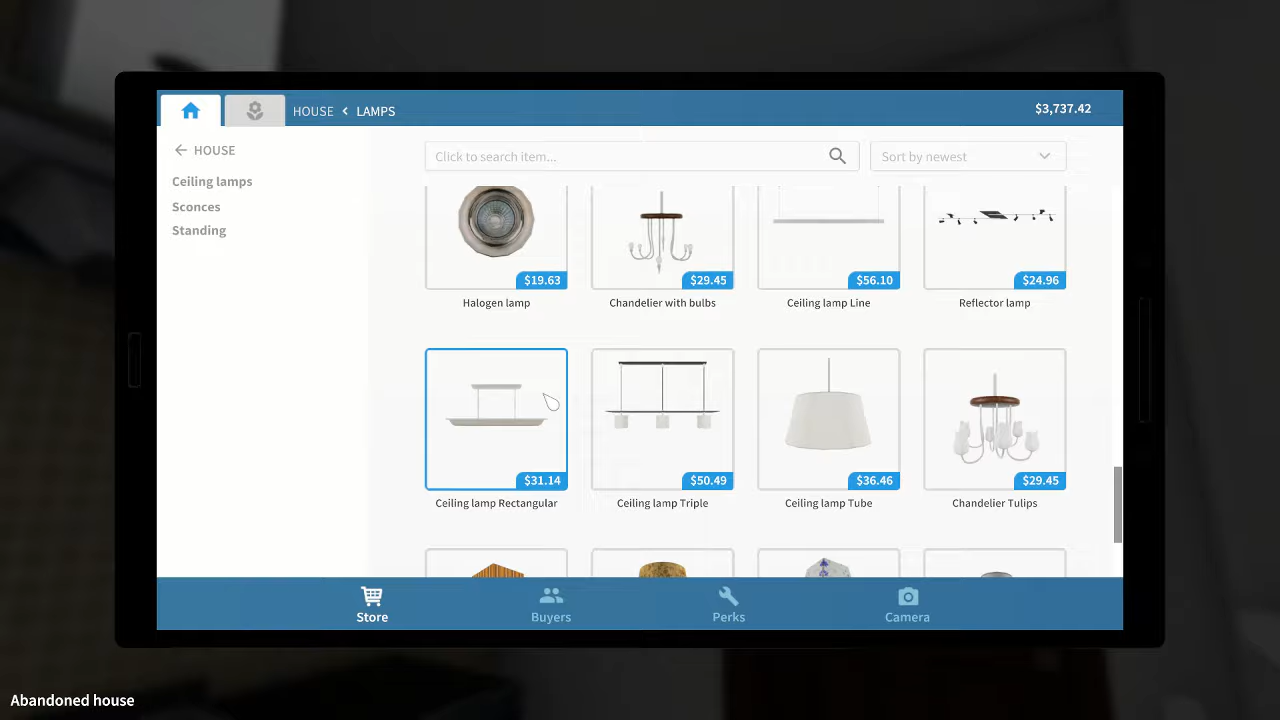 HOUSE < LAMPS
$3,737.42
HOUSE
Click to search item...
Sort by newest
Ceiling lamps
Sconces
Standing
$19.63
$29.45
$56.10
$24.96
Halogen lamp
Chandelier with bulbs
Ceiling lamp Line
Reflector lamp
$31.14
$50.49
$36.46
$29.45
Ceiling lamp Rectangular
Ceiling lamp Triple
Ceiling lamp Tube
Chandelier Tulips
Store
Buyers
Perks
Camera
Abandoned house